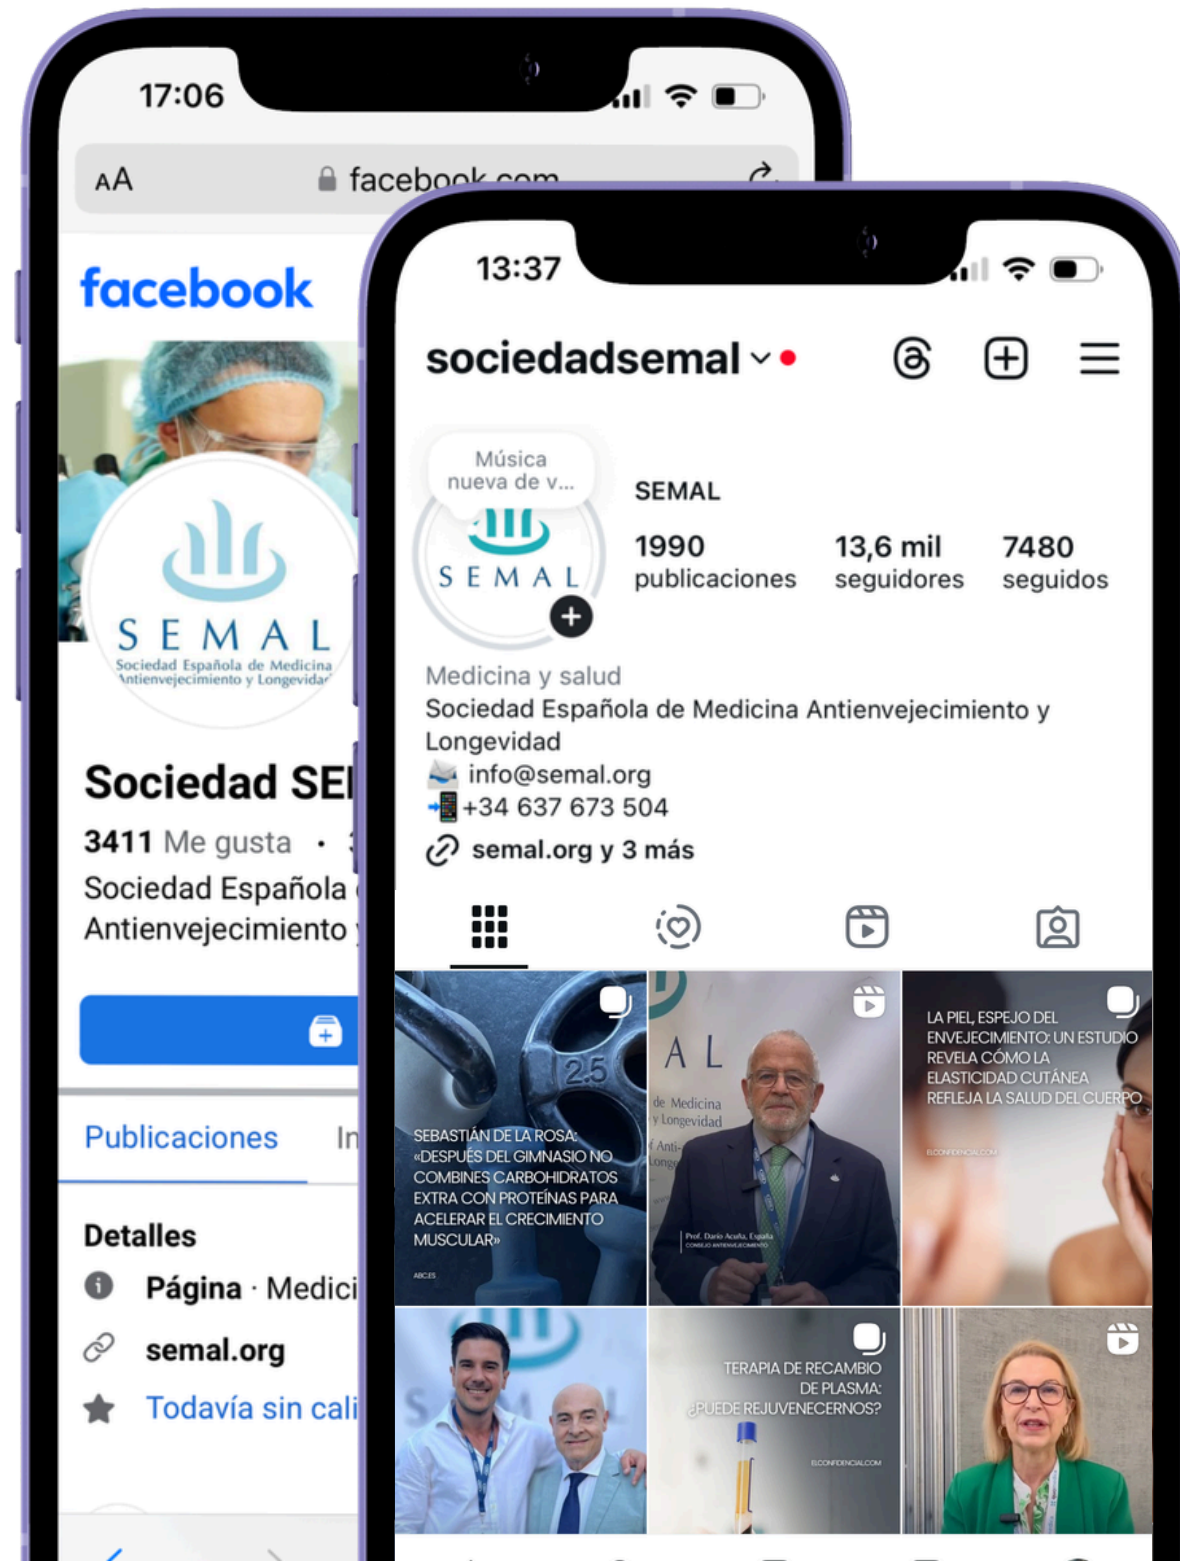 17:06
AA
facebook.com
facebook
SEMAL
Sociedad Española de Medicina
Antienvejecimiento y Longevidad
Sociedad
3411 Me gusta ·
Sociedad Española
Antienvejecimiento
Publicaciones
Detalles
Página ·
semal.org
Todavía sin
13:37
sociedadsemal
Música
nueva de v...
SEMAL
SEMAL
1990
publicaciones
13,6 mil
seguidores
7480
seguidos
Medicina y salud
Sociedad Española de Medicina Antienvejecimiento y
Longevidad
info@semal.org
+34 637 673 504
semal.org y 3 más
2.5
SEBASTIÁN DE LA ROSA:
«DESPUÉS DEL GIMNASIO NO
COMBINES CARBOHIDRATOS
EXTRA CON PROTEÍNAS PARA
ACELERAR EL CRECIMIENTO
MUSCULAR»
ABC.ES
A L
de Medicina
y Longevidad
Prof. Darío Acuña, España
CONSEJO ANTIENVEJECIMIENTO
LA PIEL, ESPEJO DEL
ENVEJECIMIENTO: UN ESTUDIO
REVELA CÓMO LA
ELASTICIDAD CUTÁNEA
REFLEJA LA SALUD DEL CUERPO
ELCONFIDENCIAL.COM
TERAPIA DE RECAMBIO
DE PLASMA:
¿PUEDE REJUVENECERNOS?
ELCONFIDENCIAL.COM